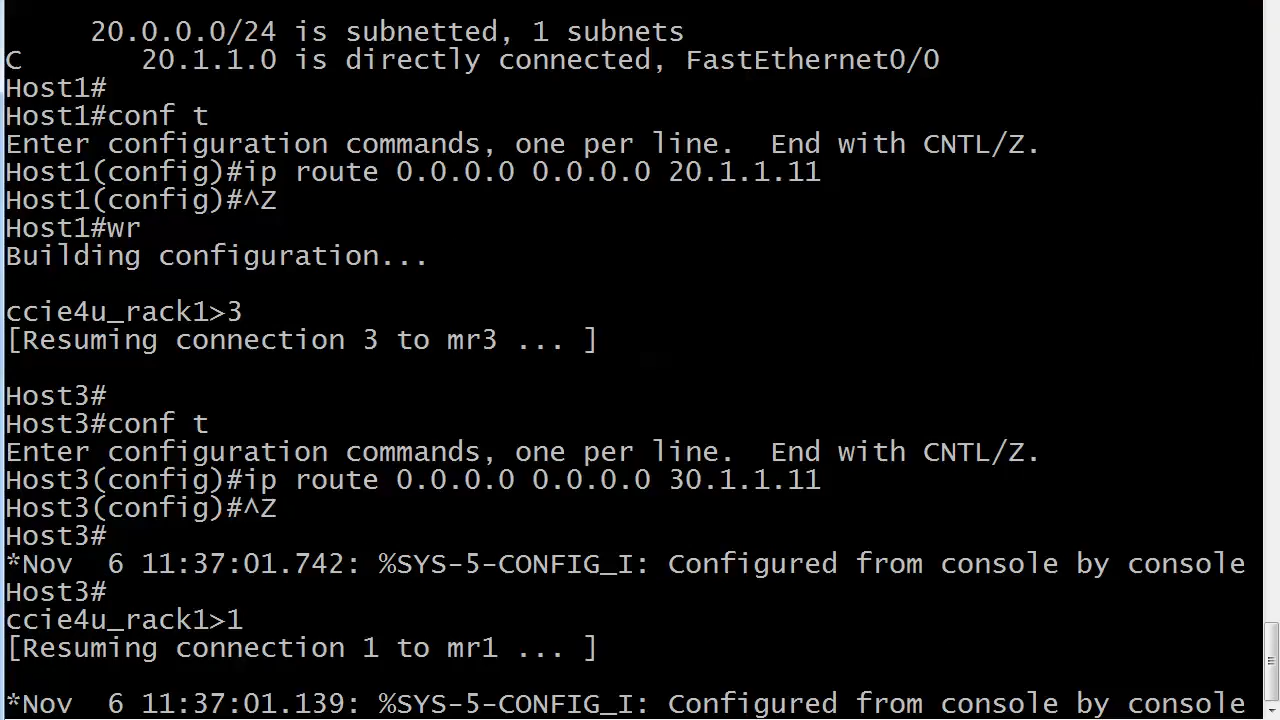 20.0.0.0/24 is subnetted, 1 subnets
C       20.1.1.0 is directly connected, FastEthernet0/0
Host1#
Host1#conf t
Enter configuration commands, one per line.  End with CNTL/Z.
Host1(config)#ip route 0.0.0.0 0.0.0.0 20.1.1.11
Host1(config)#^Z
Host1#wr
Building configuration...

ccie4u_rack1>3
[Resuming connection 3 to mr3 ... ]

Host3#
Host3#conf t
Enter configuration commands, one per line.  End with CNTL/Z.
Host3(config)#ip route 0.0.0.0 0.0.0.0 30.1.1.11
Host3(config)#^Z
Host3#
*Nov  6 11:37:01.742: %SYS-5-CONFIG_I: Configured from console by console
Host3#
ccie4u_rack1>1
[Resuming connection 1 to mr1 ... ]

*Nov  6 11:37:01.139: %SYS-5-CONFIG_I: Configured from console by console